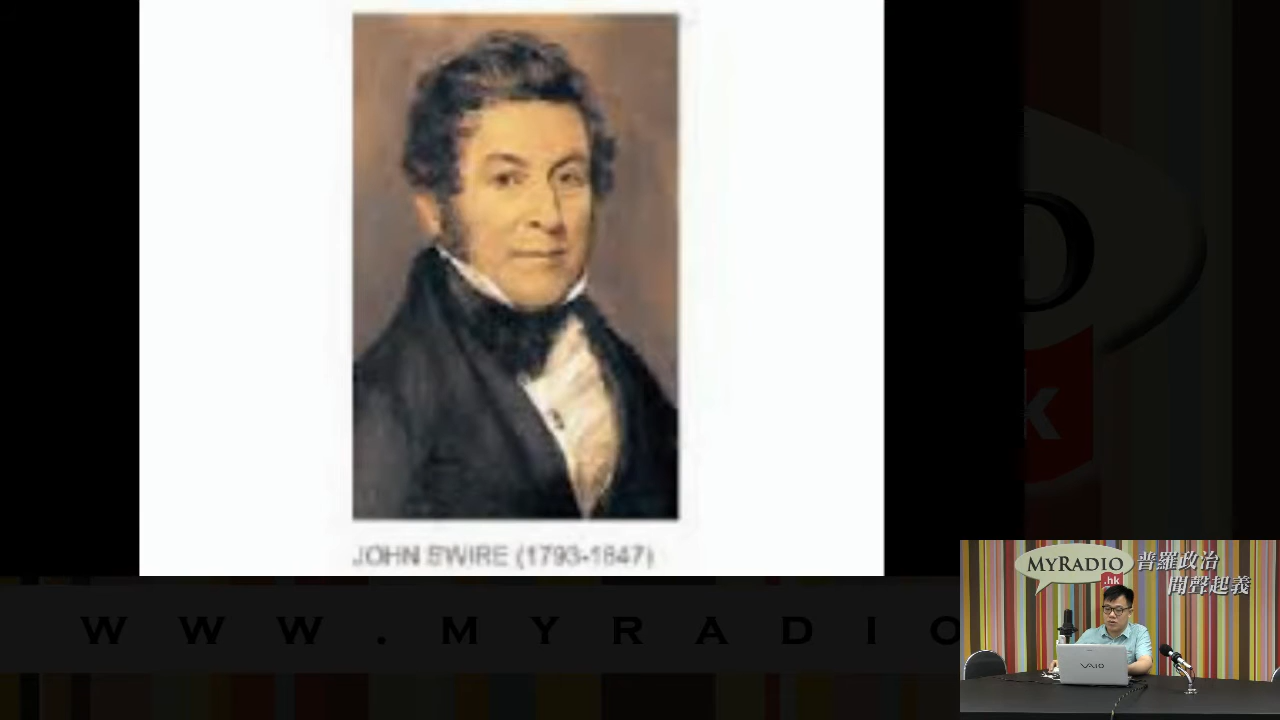 JOHN SWIRE (1793-1847)
WWW.MYRADIO
k
MYRADIO
.hk
普羅政治
聞聲起義
VAIO